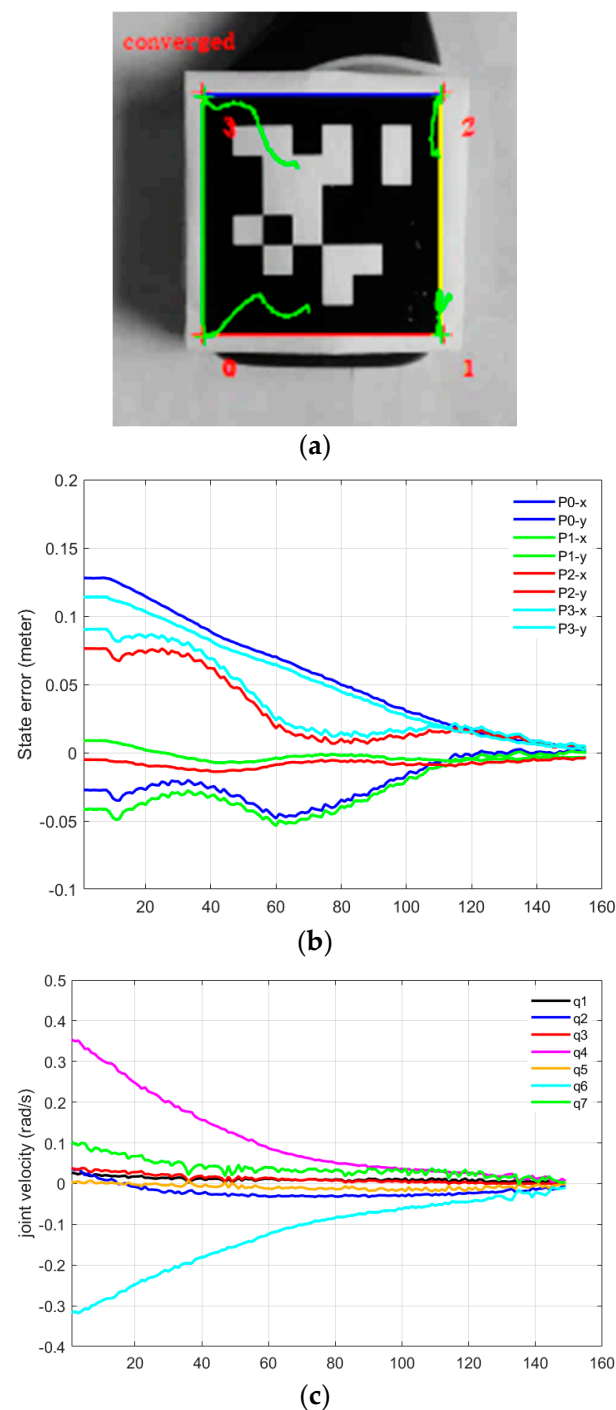 converged
3 2
0 1
(a)
State error (meter)
0.2
0.15
0.1
0.05
0
-0.05
-0.1
20 40 60 80 100 120 140 160
P0-x
P0-y
P1-x
P1-y
P2-x
P2-y
P3-x
P3-y
(b)
joint velocity (rad/s)
0.5
0.4
0.3
0.2
0.1
0
-0.1
-0.2
-0.3
-0.4
20 40 60 80 100 120 140 160
q1
q2
q3
q4
q5
q6
q7
(c)